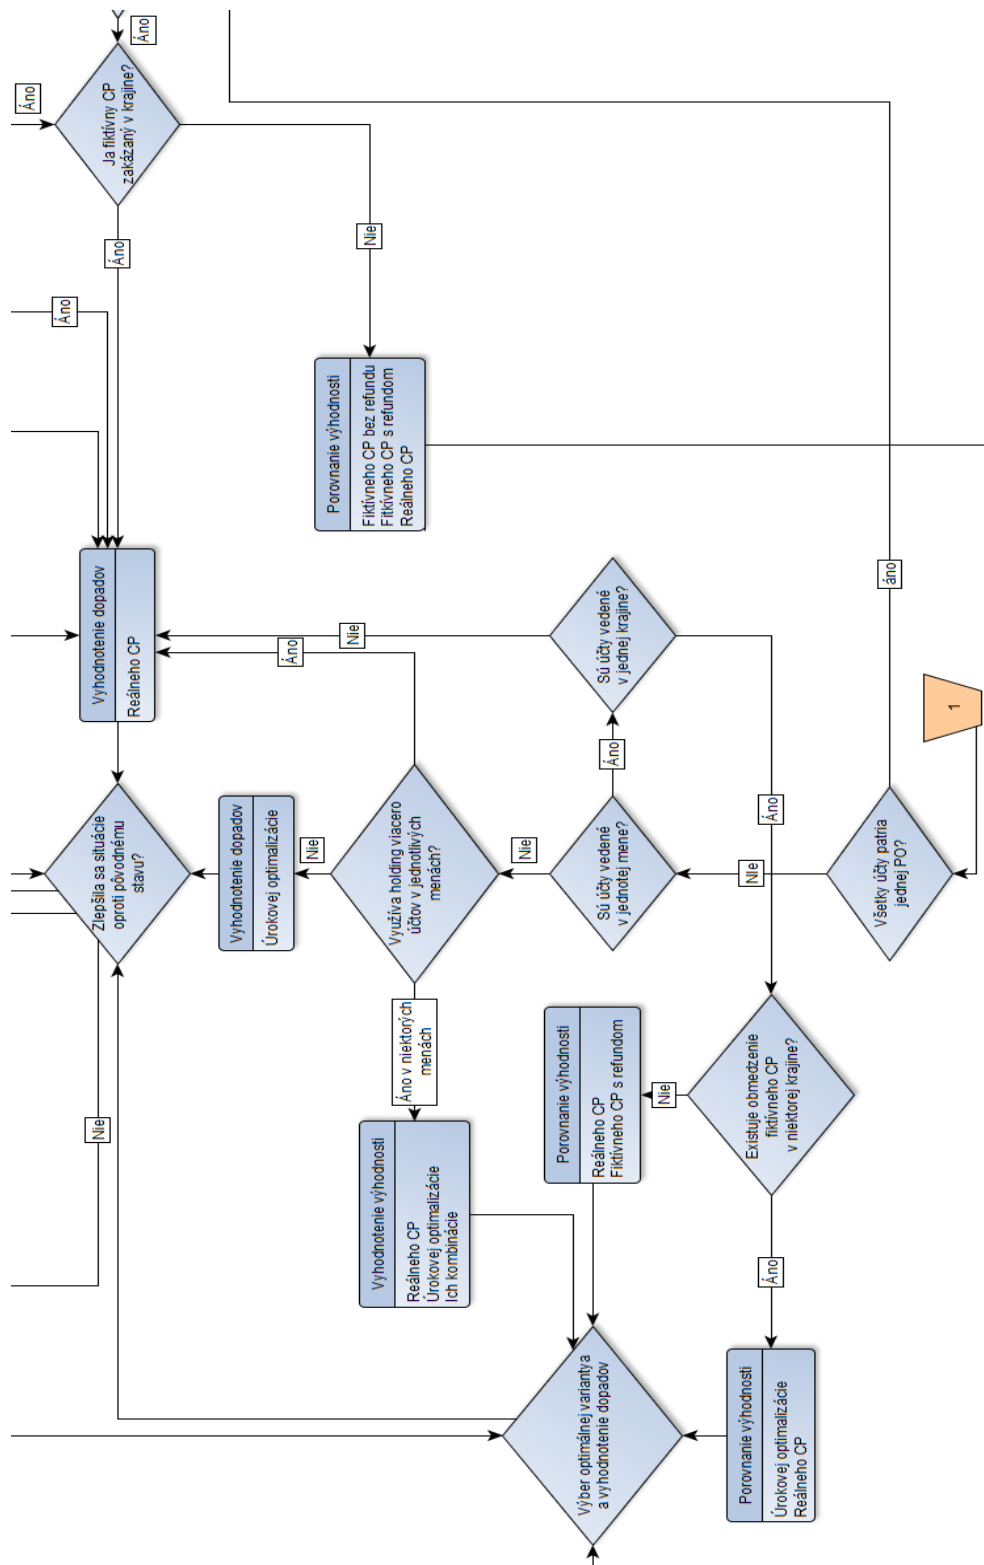 Áno
Áno
Ja fiktívny CP
zakázaný v krajine?
Áno
Nie
Áno
Porovnanie výhodnosti
Fiktívneho CP bez refundu
Fitkívneho CP s refundom
Reálneho CP
Vyhodnotenie dopadov
Reálneho CP
Áno
Nie
Sú účty vedené
v jednej krajine?
áno
1
Zlepšila sa situácie
oproti pôvodnému
stavu?
Vyhodnotenie dopadov
Úrokovej optimalizácie
Nie
Využíva holding viacero
účtov v jednotlivých
menách?
Nie
Sú účty vedené
v jednotej mene?
Áno
Áno
Nie
Všetky účty patria
jednej PO?
Nie
Áno v niektorých
menách
Vyhodnotenie výhodnosti
Reálneho CP
Úrokovej optimalizácie
Ich kombinácie
Porovnanie výhodnosti
Reálneho CP
Fiktívneho CP s refundom
Nie
Existuje obmedzenie
fiktívneho CP
v niektorej krajine?
Áno
Výber optimálnej variantya
a vyhodnotenie dopadov
Porovnanie výhodnosti
Úrokovej optimalizácie
Reálneho CP